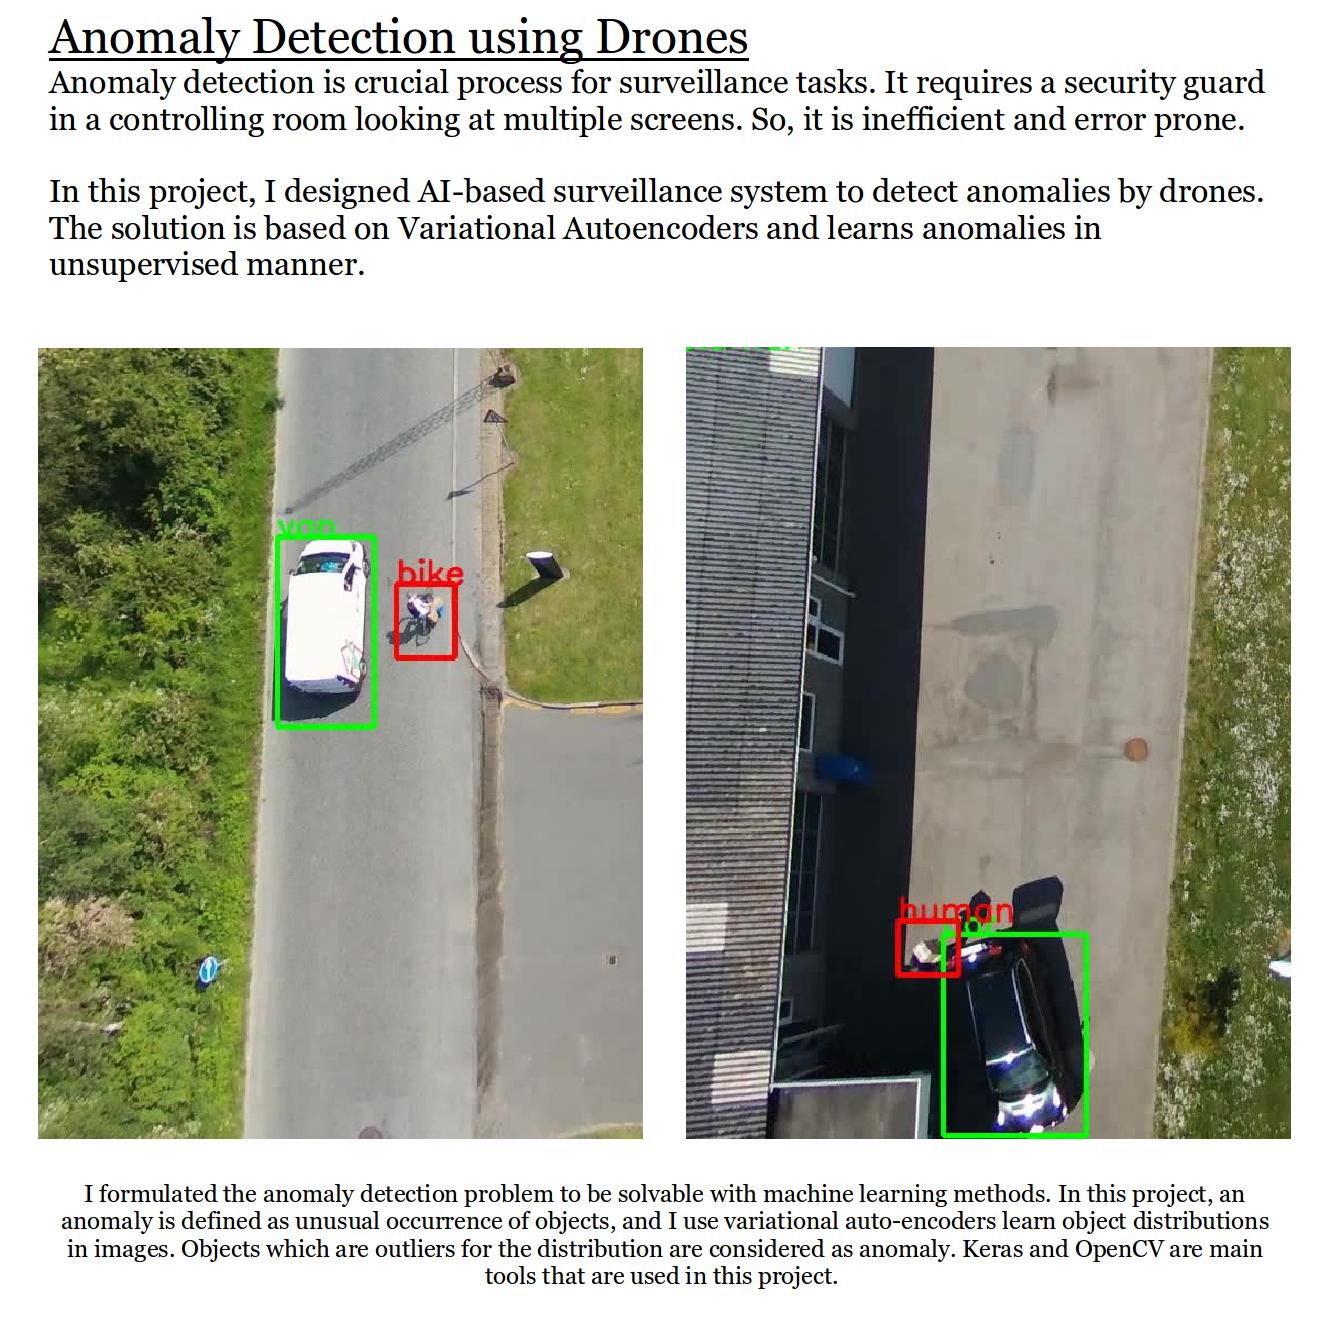 Anomaly Detection using Drones
Anomaly detection is crucial process for surveillance tasks. It requires a security guard
in a controlling room looking at multiple screens. So, it is inefficient and error prone.
In this project, I designed AI-based surveillance system to detect anomalies by drones.
The solution is based on Variational Autoencoders and learns anomalies in
unsupervised manner.
van
bike
human
I formulated the anomaly detection problem to be solvable with machine learning methods. In this project, an
anomaly is defined as unusual occurrence of objects, and I use variational auto-encoders learn object distributions
in images. Objects which are outliers for the distribution are considered as anomaly. Keras and OpenCV are main
tools that are used in this project.